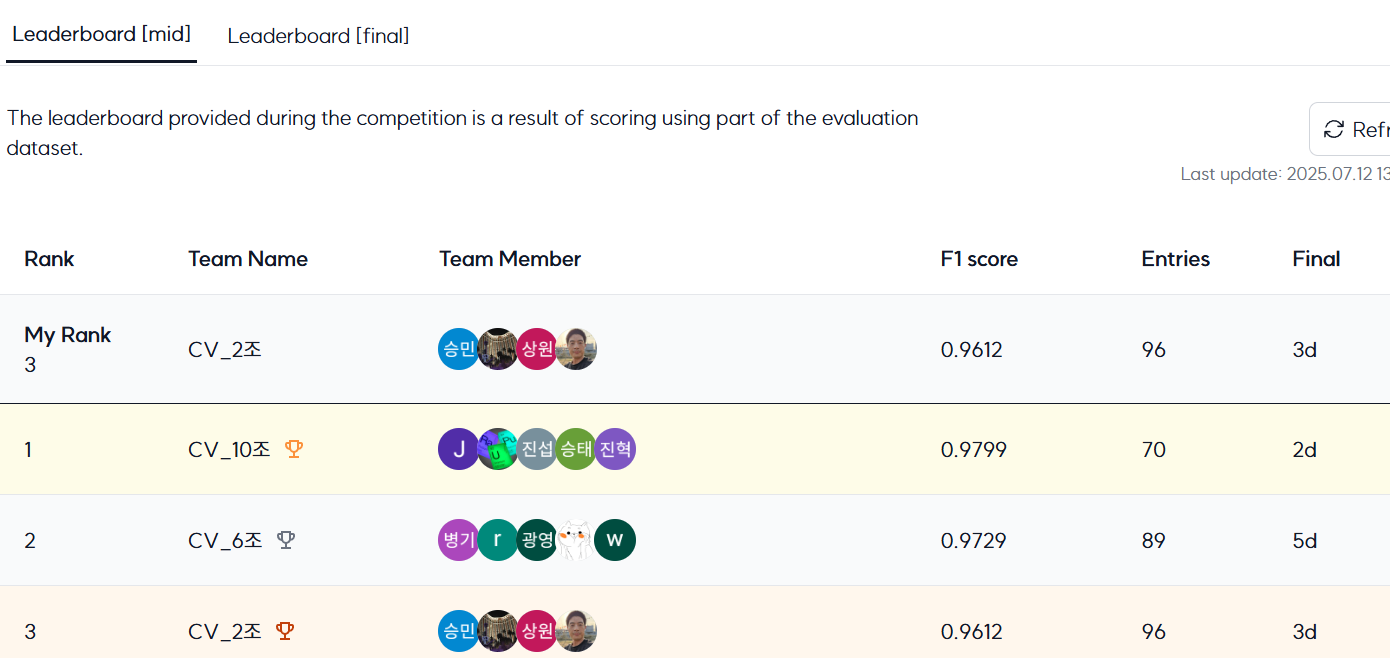 Leaderboard [mid] Leaderboard [final]
The leaderboard provided during the competition is a result of scoring using part of the evaluation
dataset.
Refr
Last update: 2025.07.12 13
Rank Team Name Team Member F1 score Entries Final
My Rank
3 CV_2조 승민 상원 0.9612 96 3d
1 CV_10조 J U 진섭 승태 진혁 0.9799 70 2d
2 CV_6조 병기 r 광영 w 0.9729 89 5d
3 CV_2조 승민 상원 0.9612 96 3d